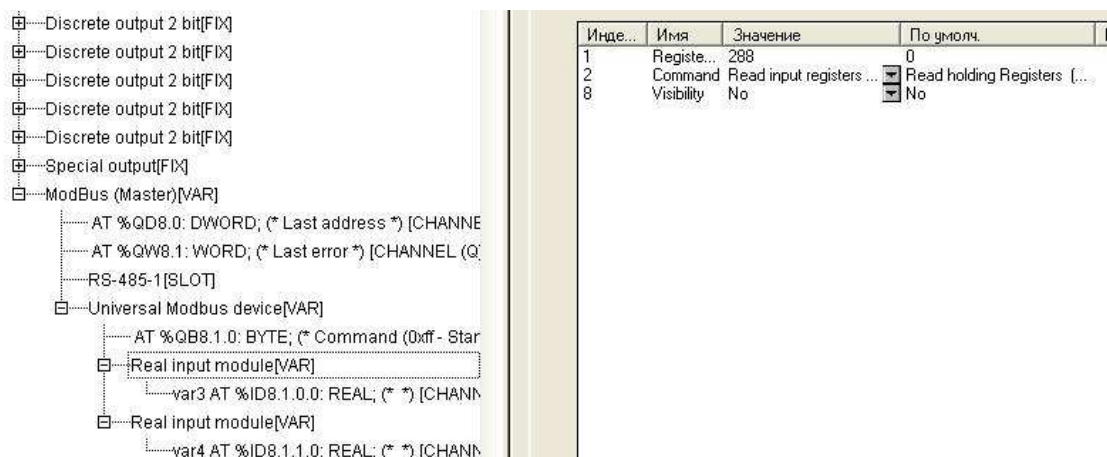 Discrete output 2 bit[FIX]
Discrete output 2 bit[FIX]
Discrete output 2 bit[FIX]
Discrete output 2 bit[FIX]
Discrete output 2 bit[FIX]
Special output[FIX]
ModBus (Master)[VAR]
AT %QD8.0: DWORD; (* Last address *) [CHANNE
AT %QW8.1: WORD; (* Last error *) [CHANNEL (Q
RS-485-1[SLOT]
Universal Modbus device[VAR]
AT %QB8.1.0: BYTE; (* Command (0xff - Star
Real input module[VAR]
var3 AT %ID8.1.0.0: REAL; (* *) [CHANN
Real input module[VAR]
var4 AT %ID8.1.1.0: REAL; (* *) [CHANN
Инде... Имя Значение По умолч.
1 Registe... 288 0
2 Command Read input registers ... Read holding Registers (...
8 Visibility No No